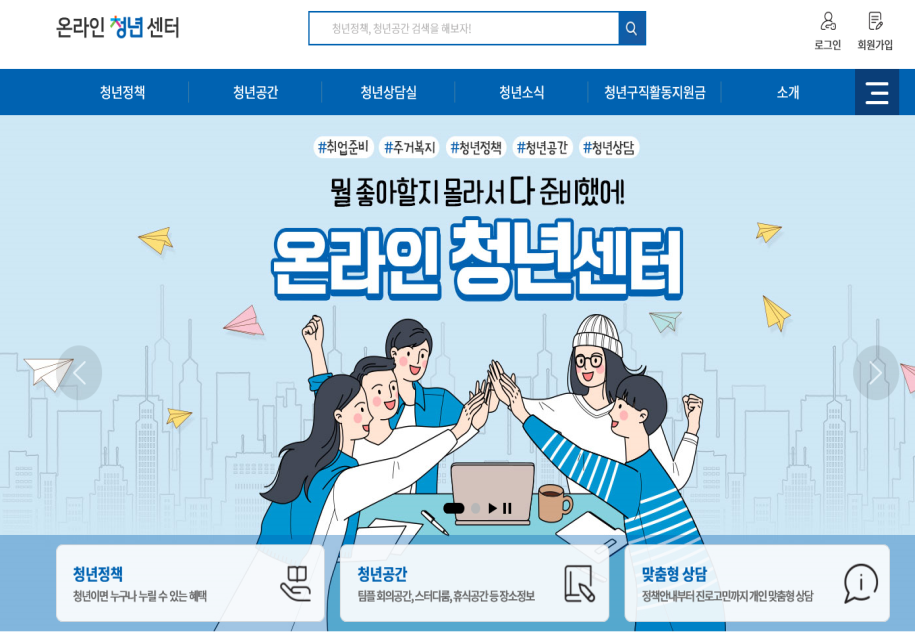 온라인 청년 센터
청년정책, 청년공간 검색을 해보자!
로그인 회원가입
청년정책 청년공간 청년상담실 청년소식 청년구직활동지원금 소개
#취업준비 #주거복지 #청년정책 #청년공간 #청년상담
뭘 좋아할지 몰라서 다 준비했어!
온라인 청년센터
청년정책
청년이면 누구나 누릴 수 있는 혜택
청년공간
팀플 회의공간, 스터디룸, 휴식공간 등 장소정보
맞춤형 상담
정책안내부터 진로고민까지 개인 맞춤형 상담